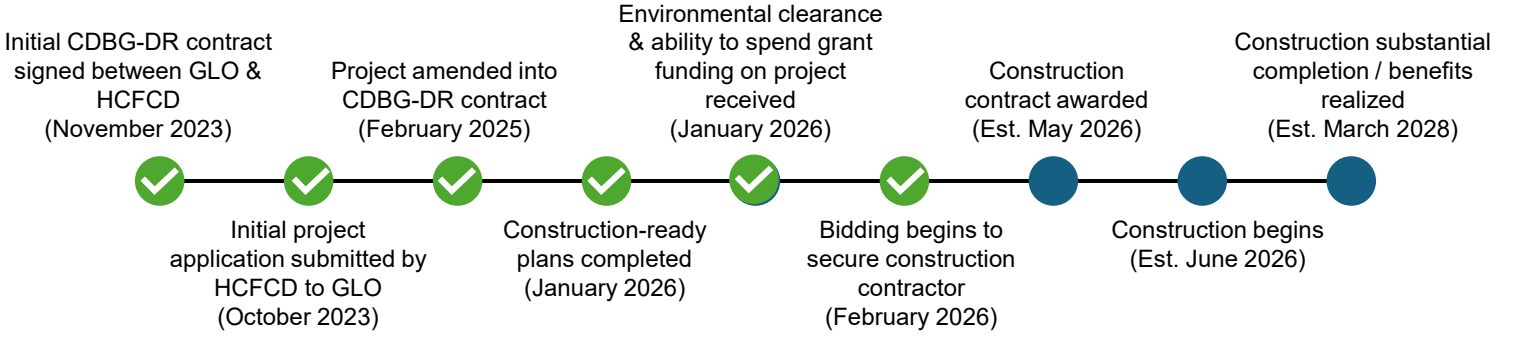 Initial CDBG-DR contract
signed between GLO &
HCFCD
(November 2023)
Initial project
application submitted by
HCFCD to GLO
(October 2023)
Project amended into
CDBG-DR contract
(February 2025)
Construction-ready
plans completed
(January 2026)
Environmental clearance
& ability to spend grant
funding on project
received
(January 2026)
Bidding begins to
secure construction
contractor
(February 2026)
Construction
contract awarded
(Est. May 2026)
Construction begins
(Est. June 2026)
Construction substantial
completion / benefits
realized
(Est. March 2028)